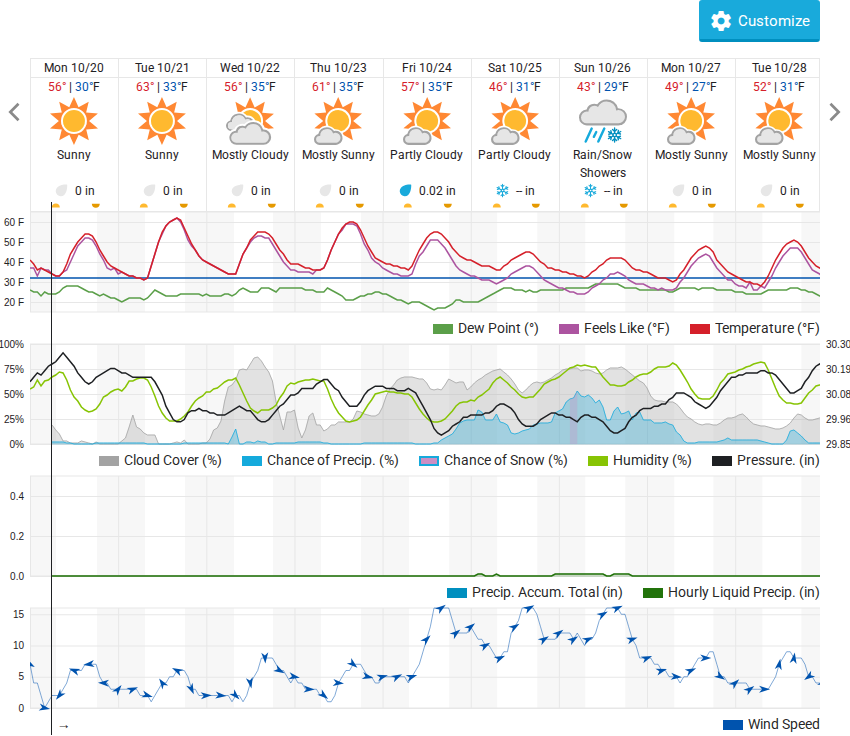 Customize
Mon 10/20 Tue 10/21 Wed 10/22 Thu 10/23 Fri 10/24 Sat 10/25 Sun 10/26 Mon 10/27 Tue 10/28
56° | 30°F 63° | 33°F 56° | 35°F 61° | 35°F 57° | 35°F 46° | 31°F 43° | 29°F 49° | 27°F 52° | 31°F
Sunny Sunny Mostly Cloudy Mostly Sunny Partly Cloudy Partly Cloudy Rain/Snow Mostly Sunny Mostly Sunny
Showers
0 in 0 in 0 in 0 in 0.02 in -- in -- in 0 in 0 in
60 F
50 F
40 F
30 F
20 F
Dew Point (°) Feels Like (°F) Temperature (°F)
100% 30.30
75% 30.19
50% 30.08
25% 29.96
0% 29.85
Cloud Cover (%) Chance of Precip. (%) Chance of Snow (%) Humidity (%) Pressure. (in)
0.4
0.2
0.0
Precip. Accum. Total (in) Hourly Liquid Precip. (in)
15
10
5
0
→ Wind Speed